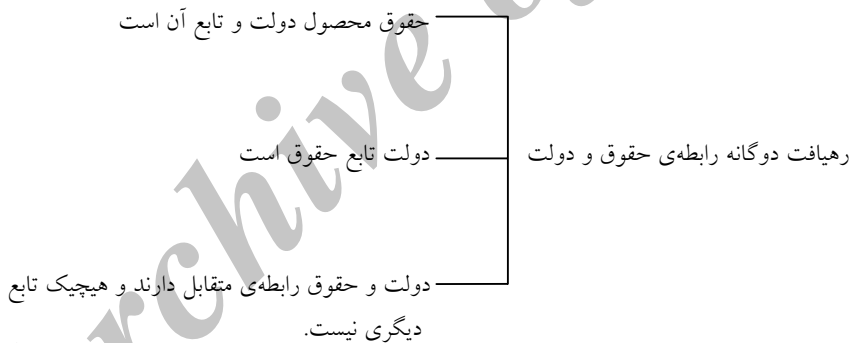 حقوق محصول دولت و تابع آن است
رهیافت دوگانه رابطه‌ی حقوق و دولت
دولت تابع حقوق است
دولت و حقوق رابطه‌ی متقابل دارند و هیچیک تابع
دیگری نیست.